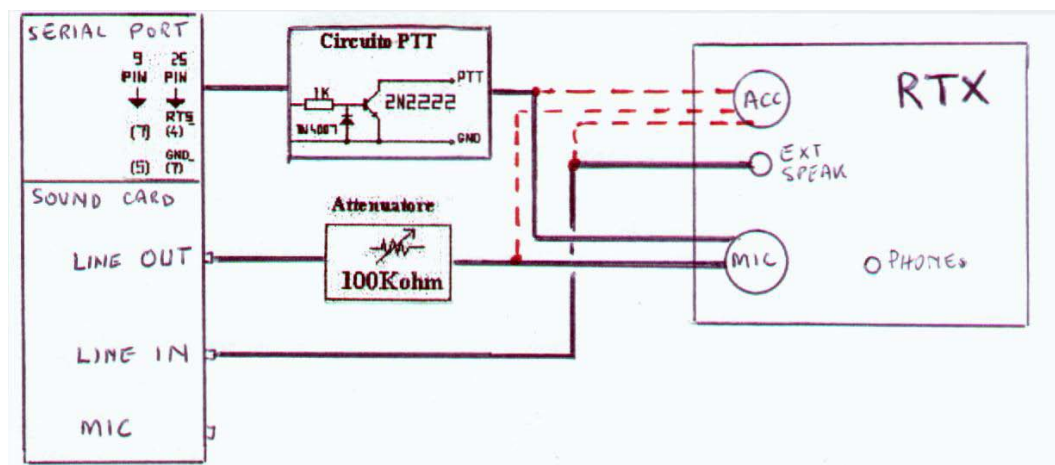 SERIAL PORT
9 25
PIN PIN
RTS
(7) (4)
GND
(5) (7)
SOUND CARD
LINE OUT
LINE IN
MIC
Circuito PTT
1K
1N4007
2N2222
PTT
GND
Attenuatore
100Kohm
RTX
ACC
EXT
SPEAK
MIC
PHONES